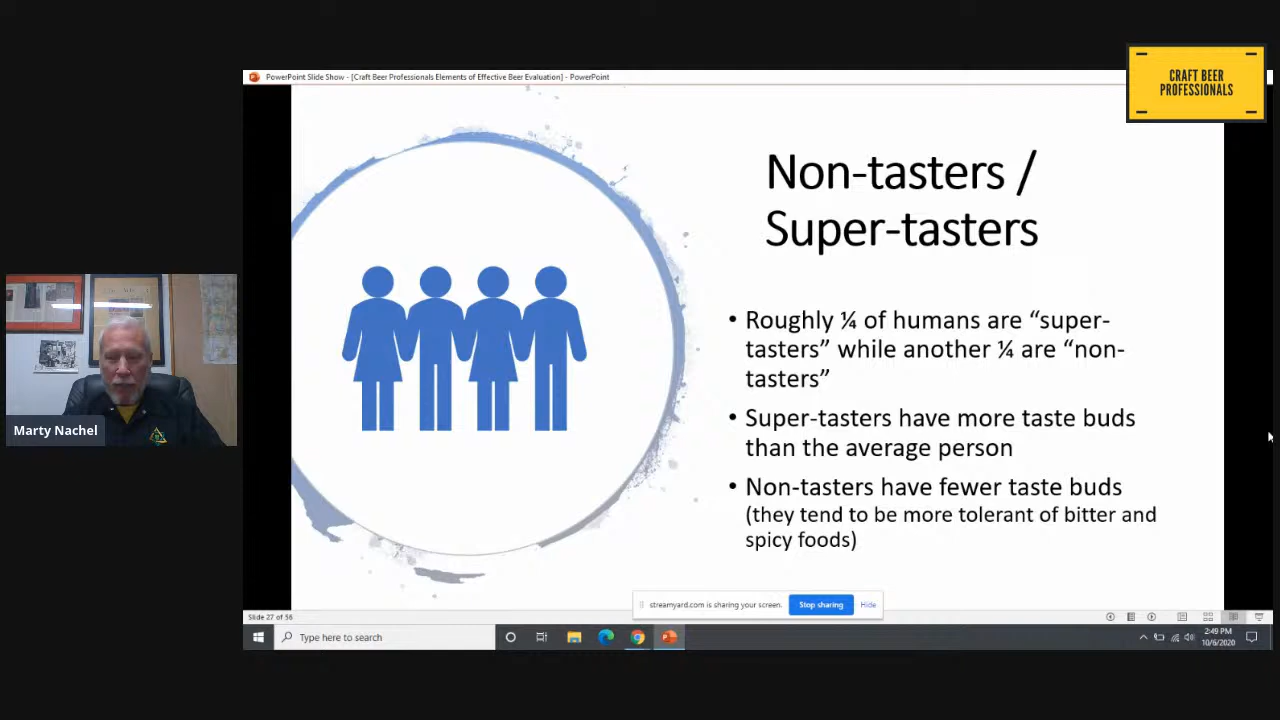 PowerPoint Slide Show - [Craft Beer Professionals Elements of Effective Beer Evaluation] - PowerPoint
CRAFT BEER
PROFESSIONALS
Non-tasters /
Super-tasters
• Roughly ¼ of humans are “super-
tasters” while another ¼ are “non-
tasters”
• Super-tasters have more taste buds
than the average person
• Non-tasters have fewer taste buds
(they tend to be more tolerant of bitter and
spicy foods)
Marty Nachel
streamyard.com is sharing your screen.
Stop sharing
Hide
Slide 27 of 56
Type here to search
2:49 PM
10/6/2020